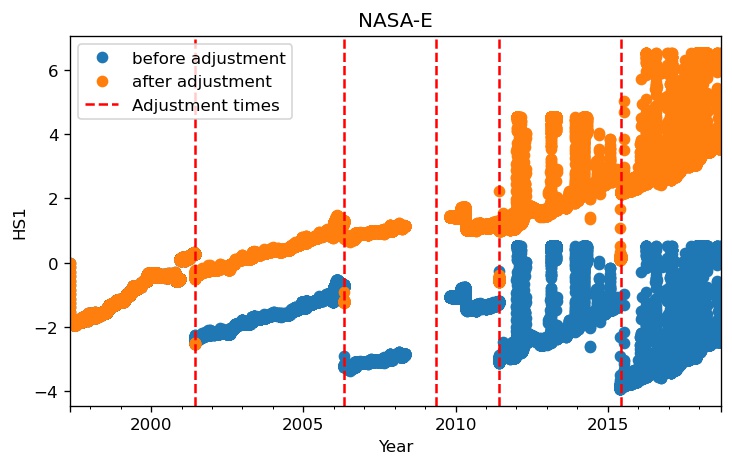 NASA-E
before adjustment
after adjustment
Adjustment times
HS1
6
4
2
0
−2
−4
2000
2005
2010
2015
Year